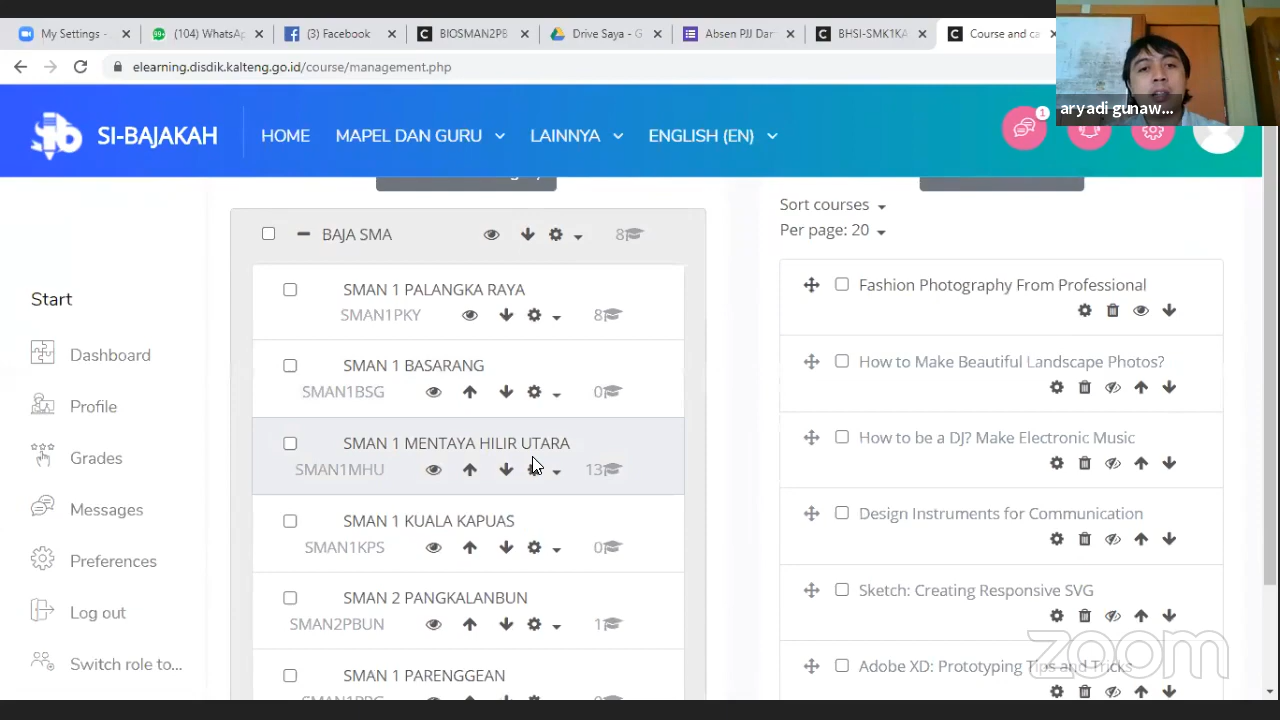 My Settings -
(104) WhatsAp
(3) Facebook
BIOSMAN2PB
Drive Saya - G
Absen PJJ Dar
BHSI-SMK1KA
Course and ca
elearning.disdik.kalteng.go.id/course/management.php
aryadi gunaw...
SI-BAJAKAH
HOME
MAPEL DAN GURU
LAINNYA
ENGLISH (EN)
1
Start
Dashboard
Profile
Grades
Messages
Preferences
Log out
Switch role to...
BAJA SMA
8
SMAN 1 PALANGKA RAYA
SMAN1PKY
8
SMAN 1 BASARANG
SMAN1BSG
0
SMAN 1 MENTAYA HILIR UTARA
SMAN1MHU
13
SMAN 1 KUALA KAPUAS
SMAN1KPS
0
SMAN 2 PANGKALANBUN
SMAN2PBUN
1
SMAN 1 PARENGGEAN
Sort courses
Per page: 20
Fashion Photography From Professional
How to Make Beautiful Landscape Photos?
How to be a DJ? Make Electronic Music
Design Instruments for Communication
Sketch: Creating Responsive SVG
Adobe XD: Prototyping Tips and Tricks
zoom